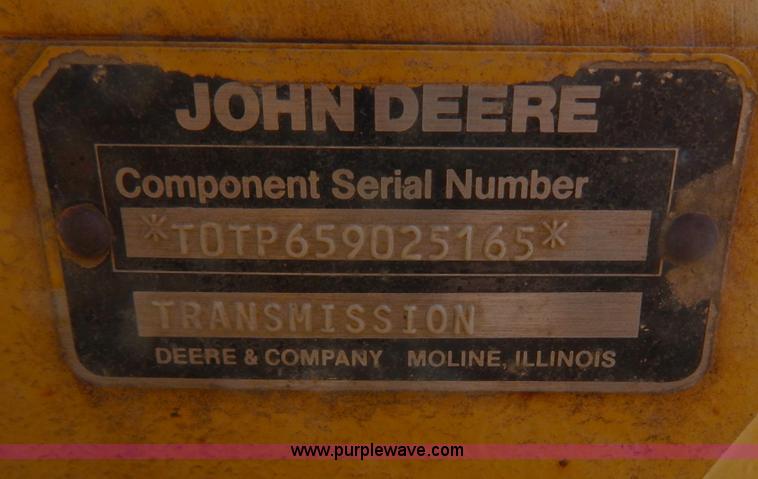 JOHN DEERE
Component Serial Number
*T0TP659025165*
TRANSMISSION
DEERE & COMPANY MOLINE, ILLINOIS
www.purplewave.com